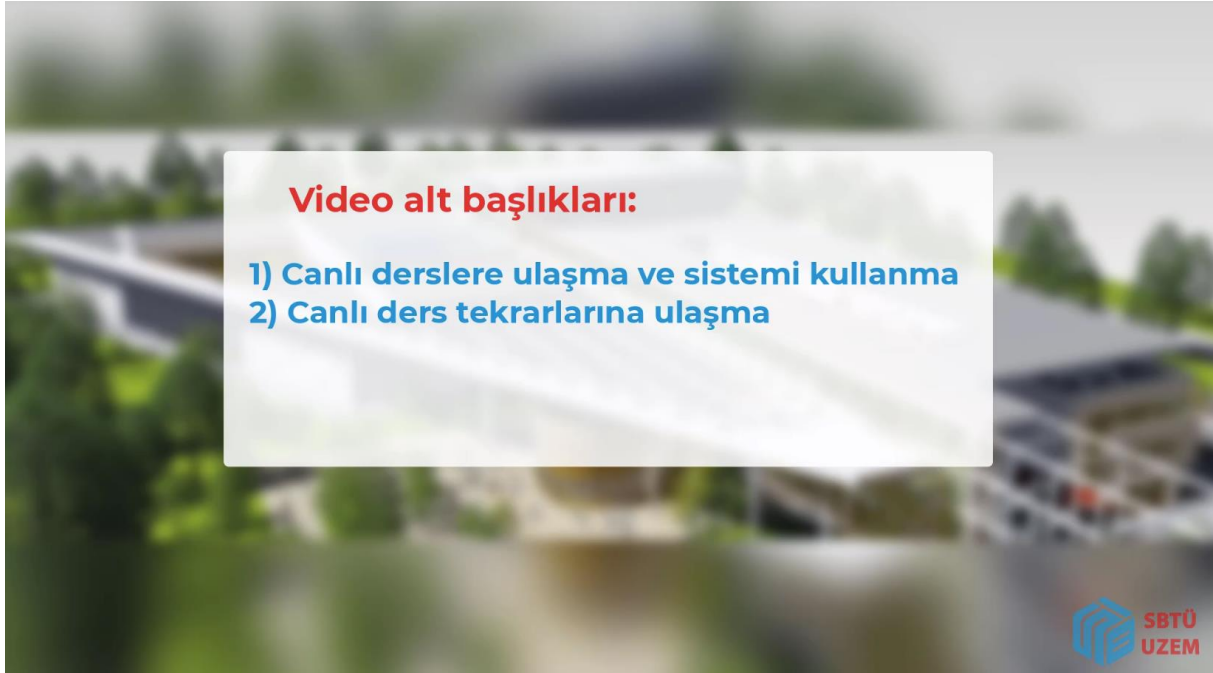 Video alt başlıkları:
1) Canlı derslere ulaşma ve sistemi kullanma
2) Canlı ders tekrarlarına ulaşma
SBTÜ
UZEM